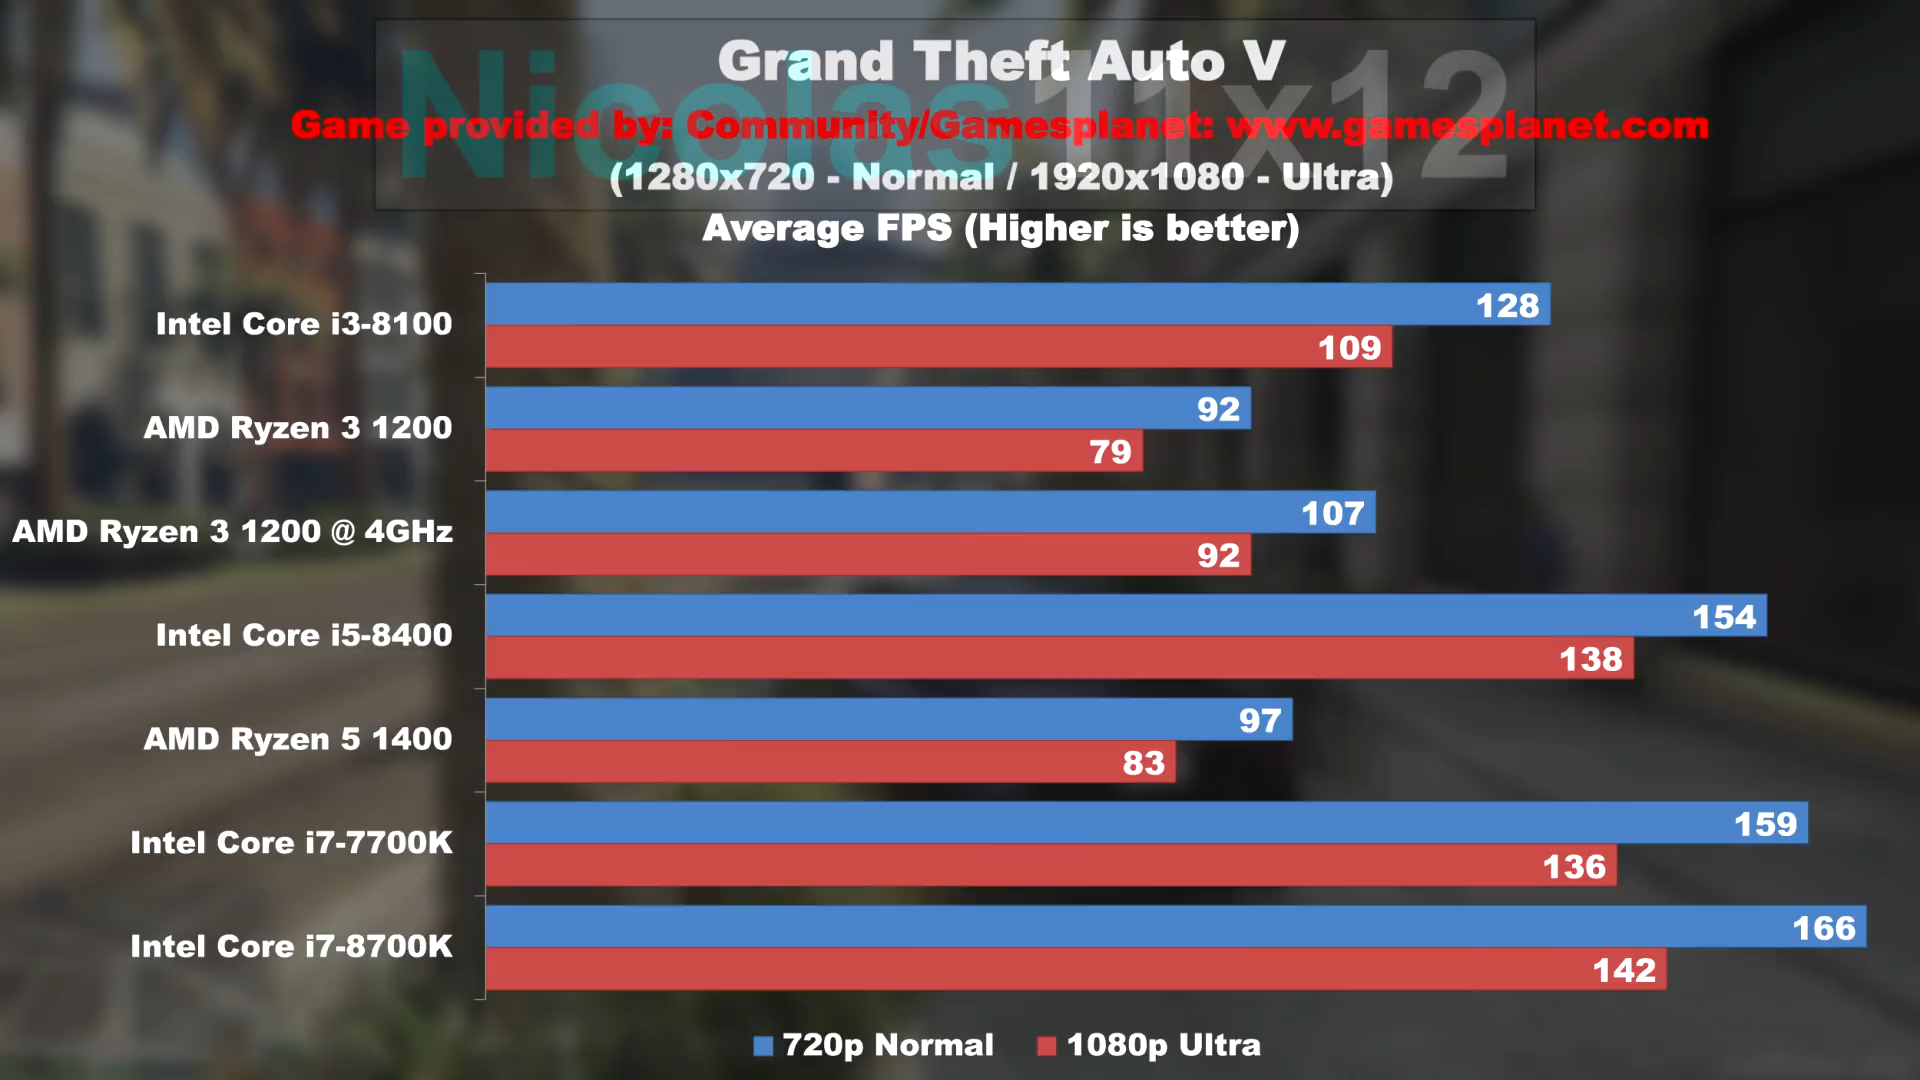 Nicolas11x12
Grand Theft Auto V
Game provided by: Community/Gamesplanet: www.gamesplanet.com
(1280x720 - Normal / 1920x1080 - Ultra)
Average FPS (Higher is better)
Intel Core i3-8100
128
109
AMD Ryzen 3 1200
92
79
AMD Ryzen 3 1200 @ 4GHz
107
92
Intel Core i5-8400
154
138
AMD Ryzen 5 1400
97
83
Intel Core i7-7700K
159
136
Intel Core i7-8700K
166
142
720p Normal
1080p Ultra